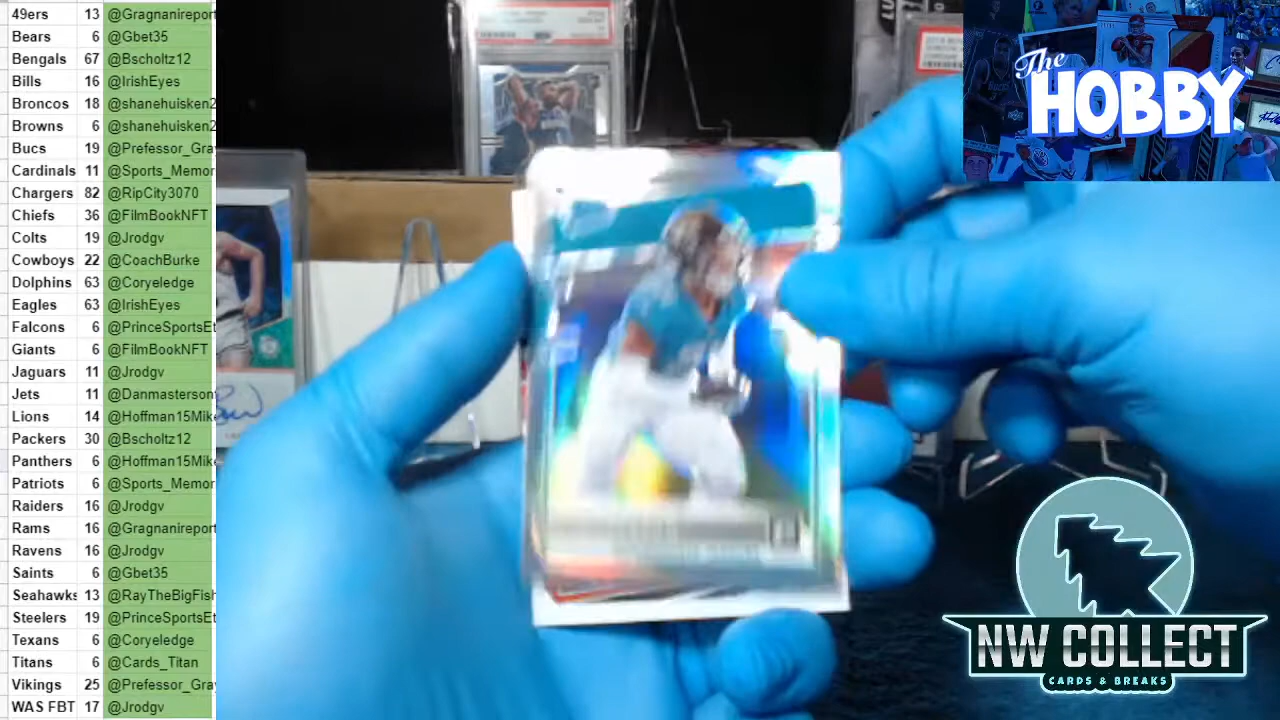 49ers 13 @Gragnanireport
Bears 6 @Gbet35
Bengals 67 @Bscholtz12
Bills 16 @IrishEyes
Broncos 18 @shanehuisken2
Browns 6 @shanehuisken2
Bucs 19 @Prefessor_Gra
Cardinals 11 @Sports_Memor
Chargers 82 @RipCity3070
Chiefs 36 @FilmBookNFT
Colts 19 @Jrodgv
Cowboys 22 @CoachBurke
Dolphins 63 @Coryeledge
Eagles 63 @IrishEyes
Falcons 6 @PrinceSportsEt
Giants 6 @FilmBookNFT
Jaguars 11 @Jrodgv
Jets 11 @Danmasterson
Lions 14 @Hoffman15Mik
Packers 30 @Bscholtz12
Panthers 6 @Hoffman15Mik
Patriots 6 @Sports_Memor
Raiders 16 @Jrodgv
Rams 16 @Gragnanireport
Ravens 16 @Jrodgv
Saints 6 @Gbet35
Seahawks 13 @RayTheBigFish
Steelers 19 @PrinceSportsEt
Texans 6 @Coryeledge
Titans 6 @Cards_Titan
Vikings 25 @Prefessor_Gra
WAS FBT 17 @Jrodgv
The
HOBBY
NW COLLECT
CARDS & BREAKS